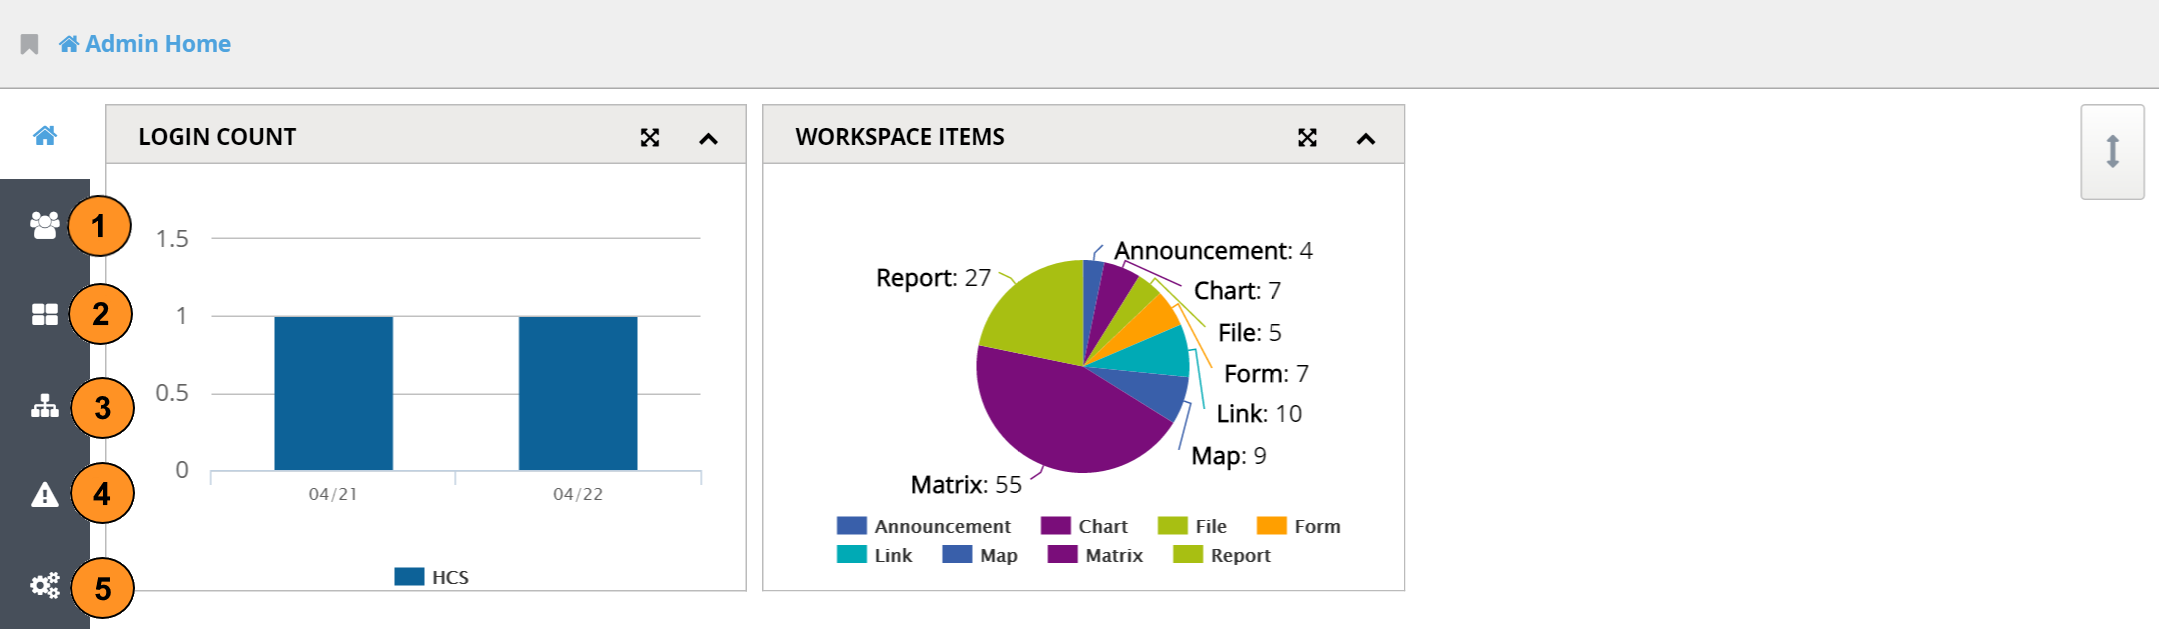 Admin Home
LOGIN COUNT
WORKSPACE ITEMS
1
2
3
4
5
1.5
1
0.5
0
04/21
04/22
HCS
Announcement: 4
Report: 27
Chart: 7
File: 5
Form: 7
Link: 10
Map: 9
Matrix: 55
Announcement Chart File Form
Link Map Matrix Report